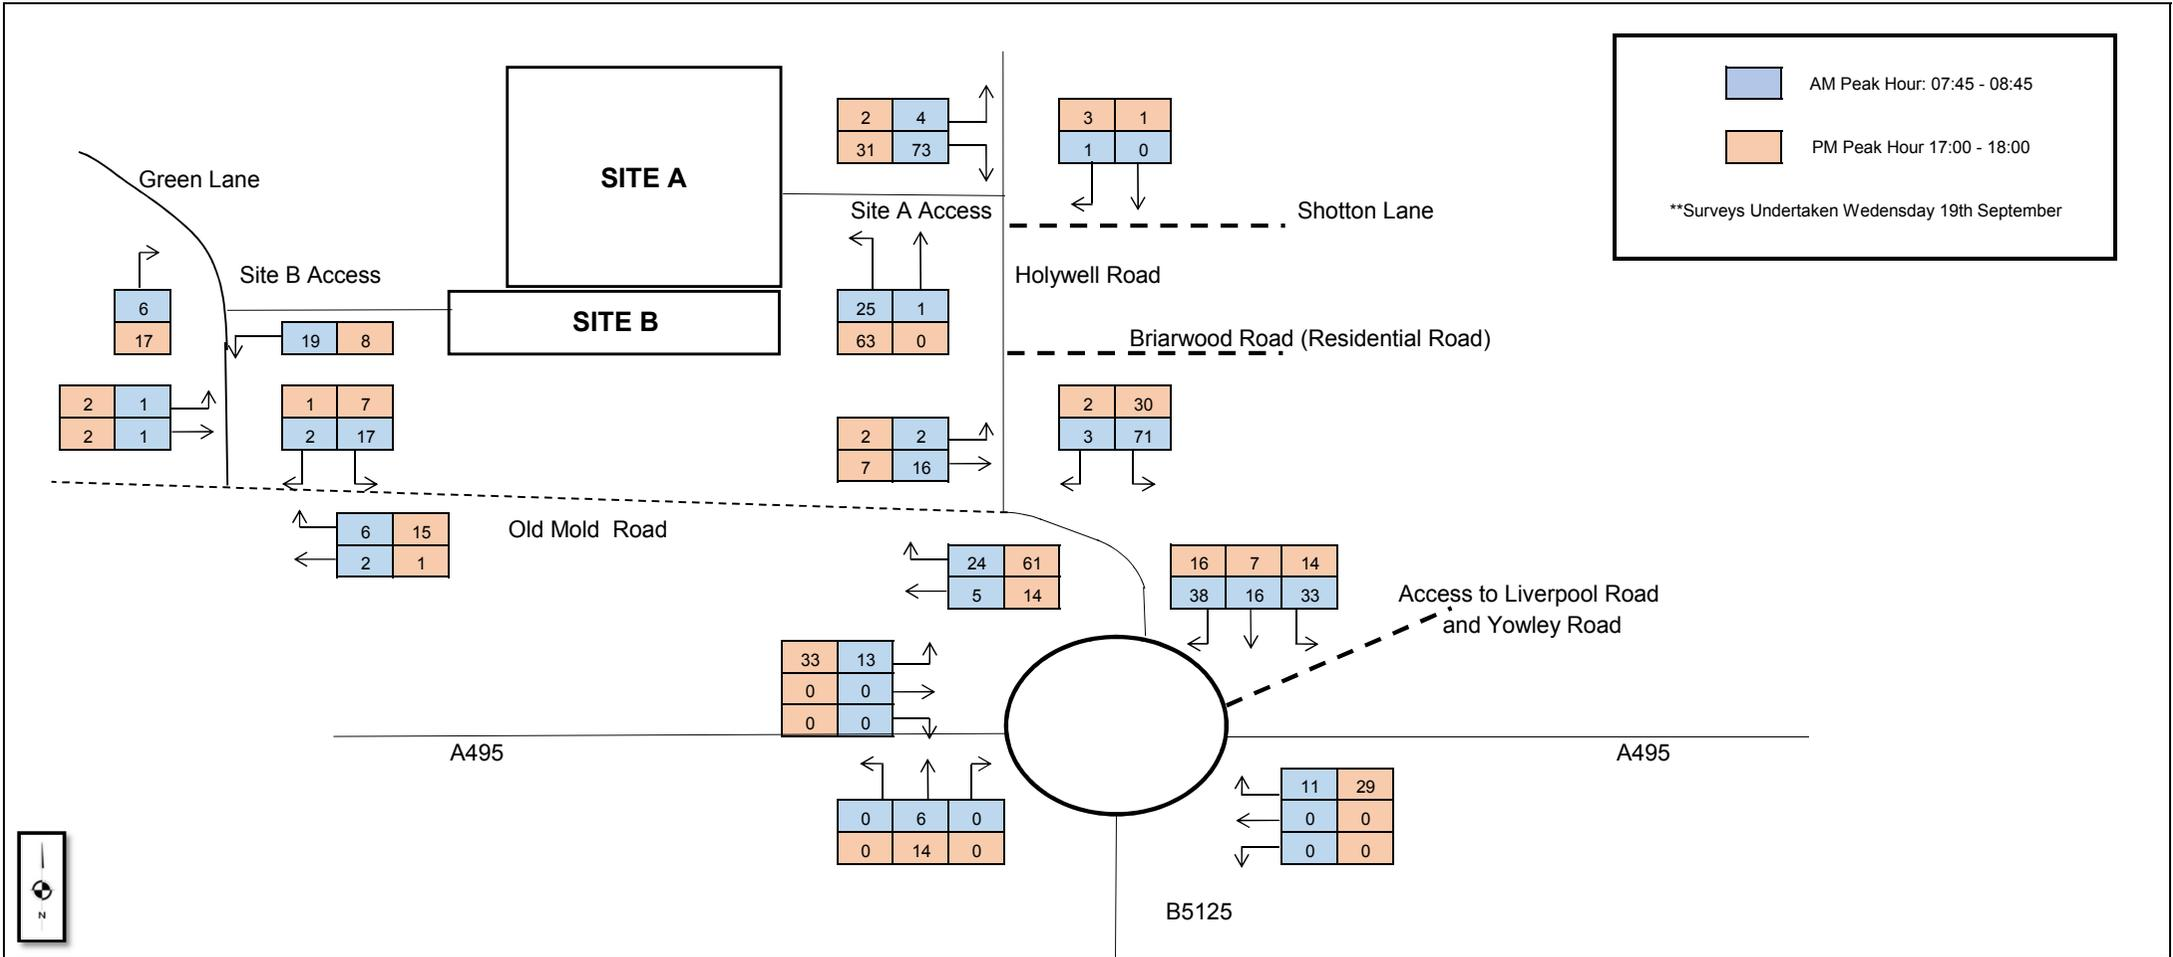 AM Peak Hour: 07:45 - 08:45
PM Peak Hour 17:00 - 18:00
**Surveys Undertaken Wedensday 19th September
2 4
31 73
3 1
1 0
SITE A
Green Lane
Site A Access
Shotton Lane
Site B Access
Holywell Road
6
17
25 1
63 0
SITE B
19 8
Briarwood Road (Residential Road)
2 1
2 1
1 7
2 17
2 2
7 16
2 30
3 71
6 15
2 1
Old Mold Road
24 61
5 14
16 7 14
38 16 33
Access to Liverpool Road
and Yowley Road
33 13
0 0
0 0
A495
A495
0 6 0
0 14 0
11 29
0 0
0 0
B5125
N